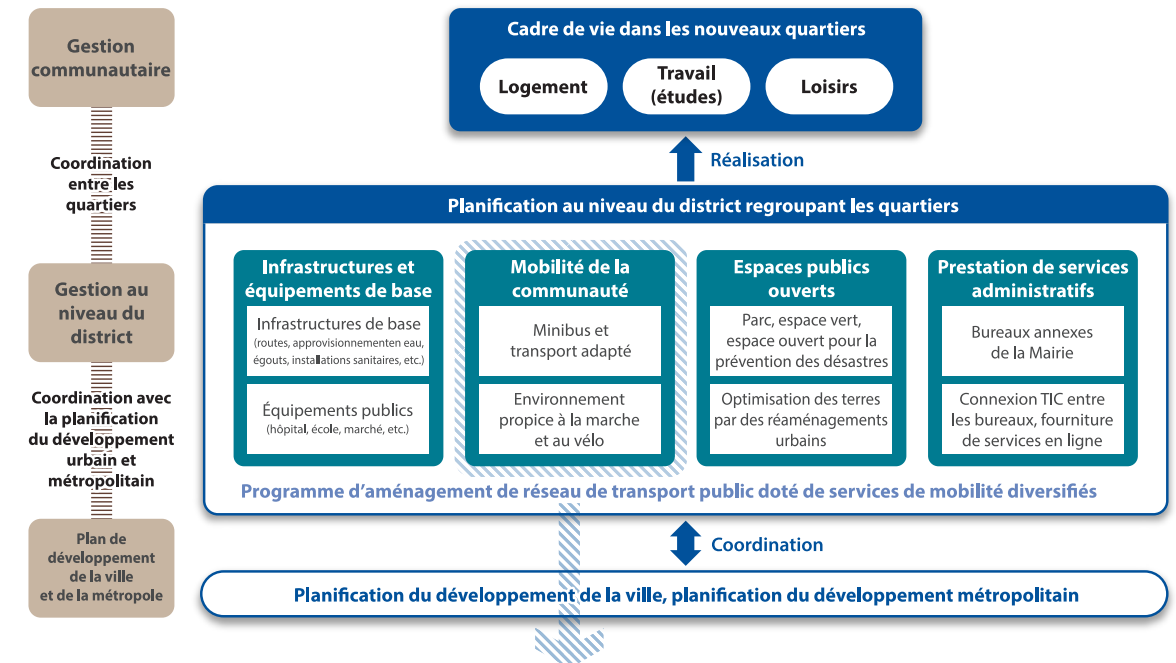 Gestion
communautaire
Coordination
entre les
quartiers
Gestion au
niveau du
district
Coordination avec
la planification
du développement
urbain et
métropolitain
Plan de
développement
de la ville
et de la métropole
Cadre de vie dans les nouveaux quartiers
Logement
Travail
(études)
Loisirs
Réalisation
Planification au niveau du district regroupant les quartiers
Infrastructures et
équipements de base
Infrastructures de base
(routes, approvisionnementen eau,
égouts, installations sanitaires, etc.)
Équipements publics
(hôpital, école, marché, etc.)
Mobilité de la
communauté
Minibus et
transport adapté
Environnement
propice à la marche
et au vélo
Espaces publics
ouverts
Parc, espace vert,
espace ouvert pour la
prévention des désastres
Optimisation des terres
par des réaménagements
urbains
Prestation de services
administratifs
Bureaux annexes
de la Mairie
Connexion TIC entre
les bureaux, fourniture
de services en ligne
Programme d'aménagement de réseau de transport public doté de services de mobilité diversifiés
Coordination
Planification du développement de la ville, planification du développement métropolitain